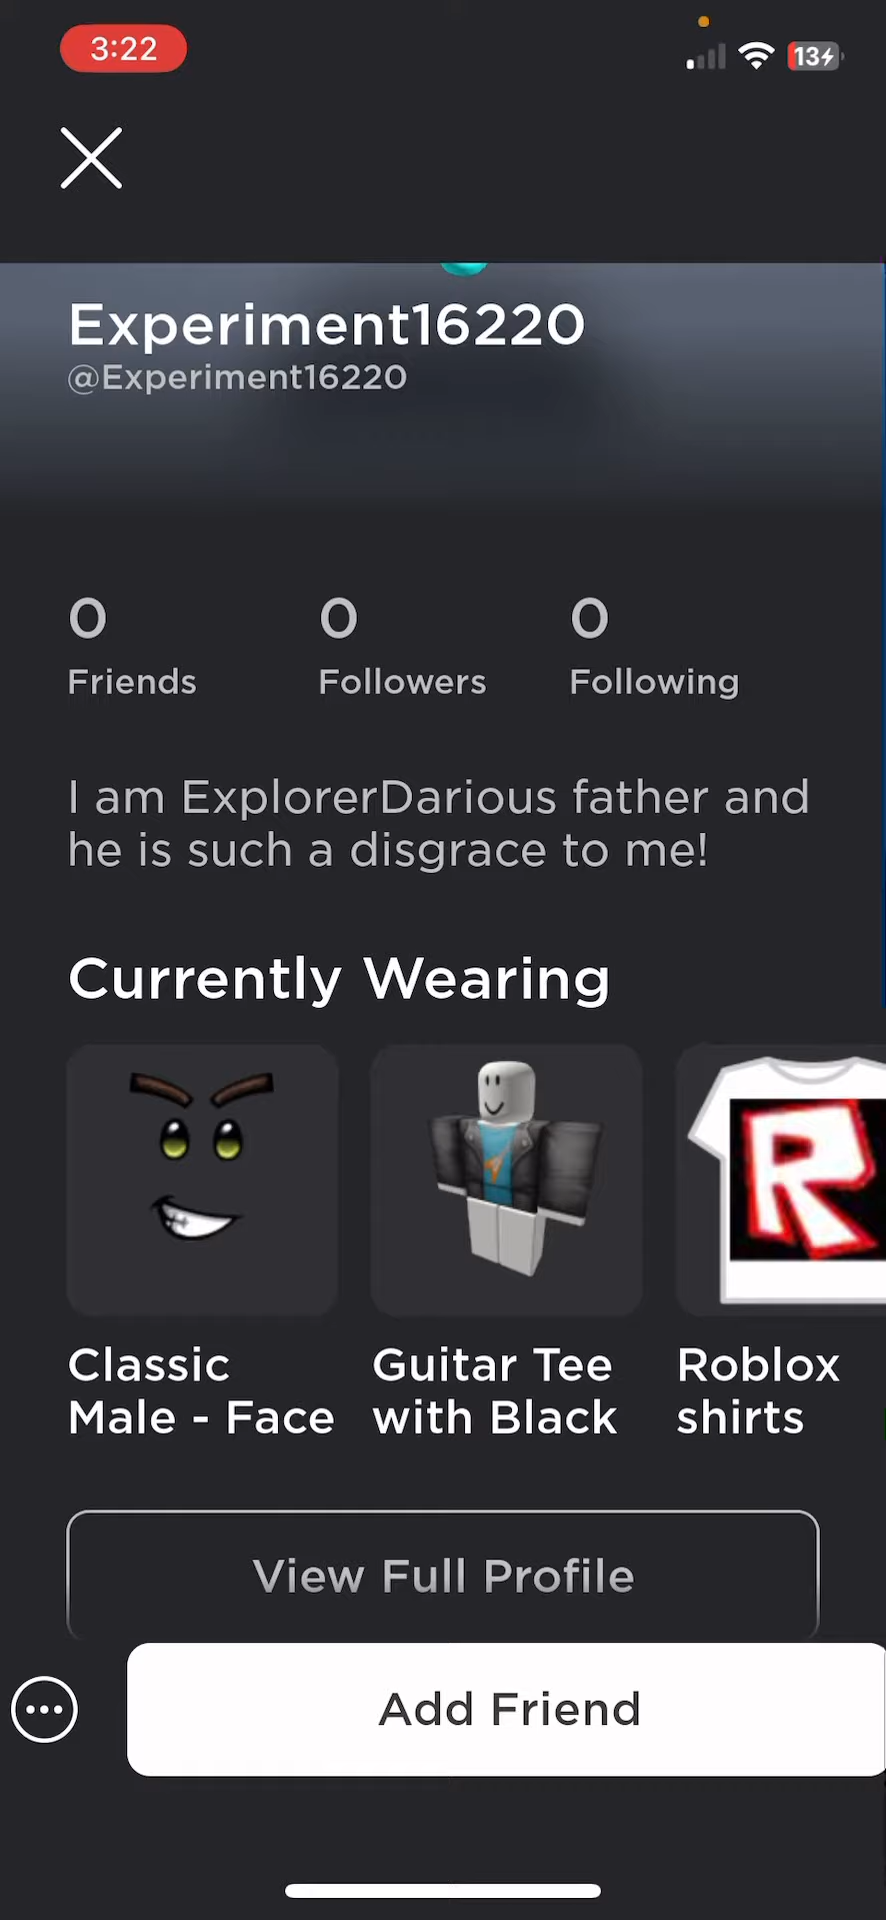 3:22
13
Experiment16220
@Experiment16220
0 0 0
Friends Followers Following
I am ExplorerDarious father and
he is such a disgrace to me!
Currently Wearing
R
Classic Guitar Tee Roblox
Male - Face with Black shirts
View Full Profile
Add Friend